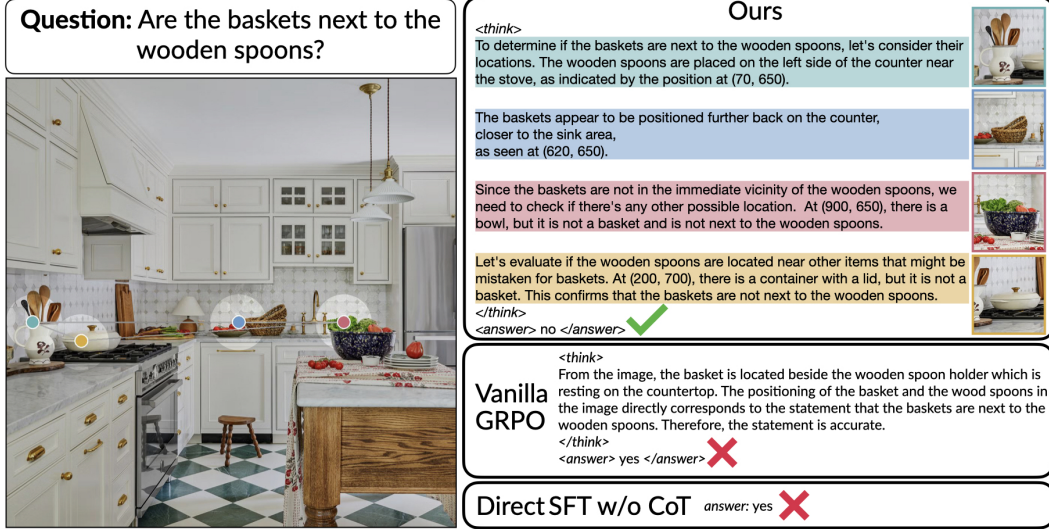 Question: Are the baskets next to the
wooden spoons?
Ours
<think>
To determine if the baskets are next to the wooden spoons, let's consider their
locations. The wooden spoons are placed on the left side of the counter near
the stove, as indicated by the position at (70, 650).
The baskets appear to be positioned further back on the counter,
closer to the sink area,
as seen at (620, 650).
Since the baskets are not in the immediate vicinity of the wooden spoons, we
need to check if there's any other possible location. At (900, 650), there is a
bowl, but it is not a basket and is not next to the wooden spoons.
Let's evaluate if the wooden spoons are located near other items that might be
mistaken for baskets. At (200, 700), there is a container with a lid, but it is not a
basket. This confirms that the baskets are not next to the wooden spoons.
</think>
<answer> no </answer>
Vanilla
GRPO
<think>
From the image, the basket is located beside the wooden spoon holder which is
resting on the countertop. The positioning of the basket and the wood spoons in
the image directly corresponds to the statement that the baskets are next to the
wooden spoons. Therefore, the statement is accurate.
</think>
<answer> yes </answer>
Direct SFT w/o CoT answer: yes